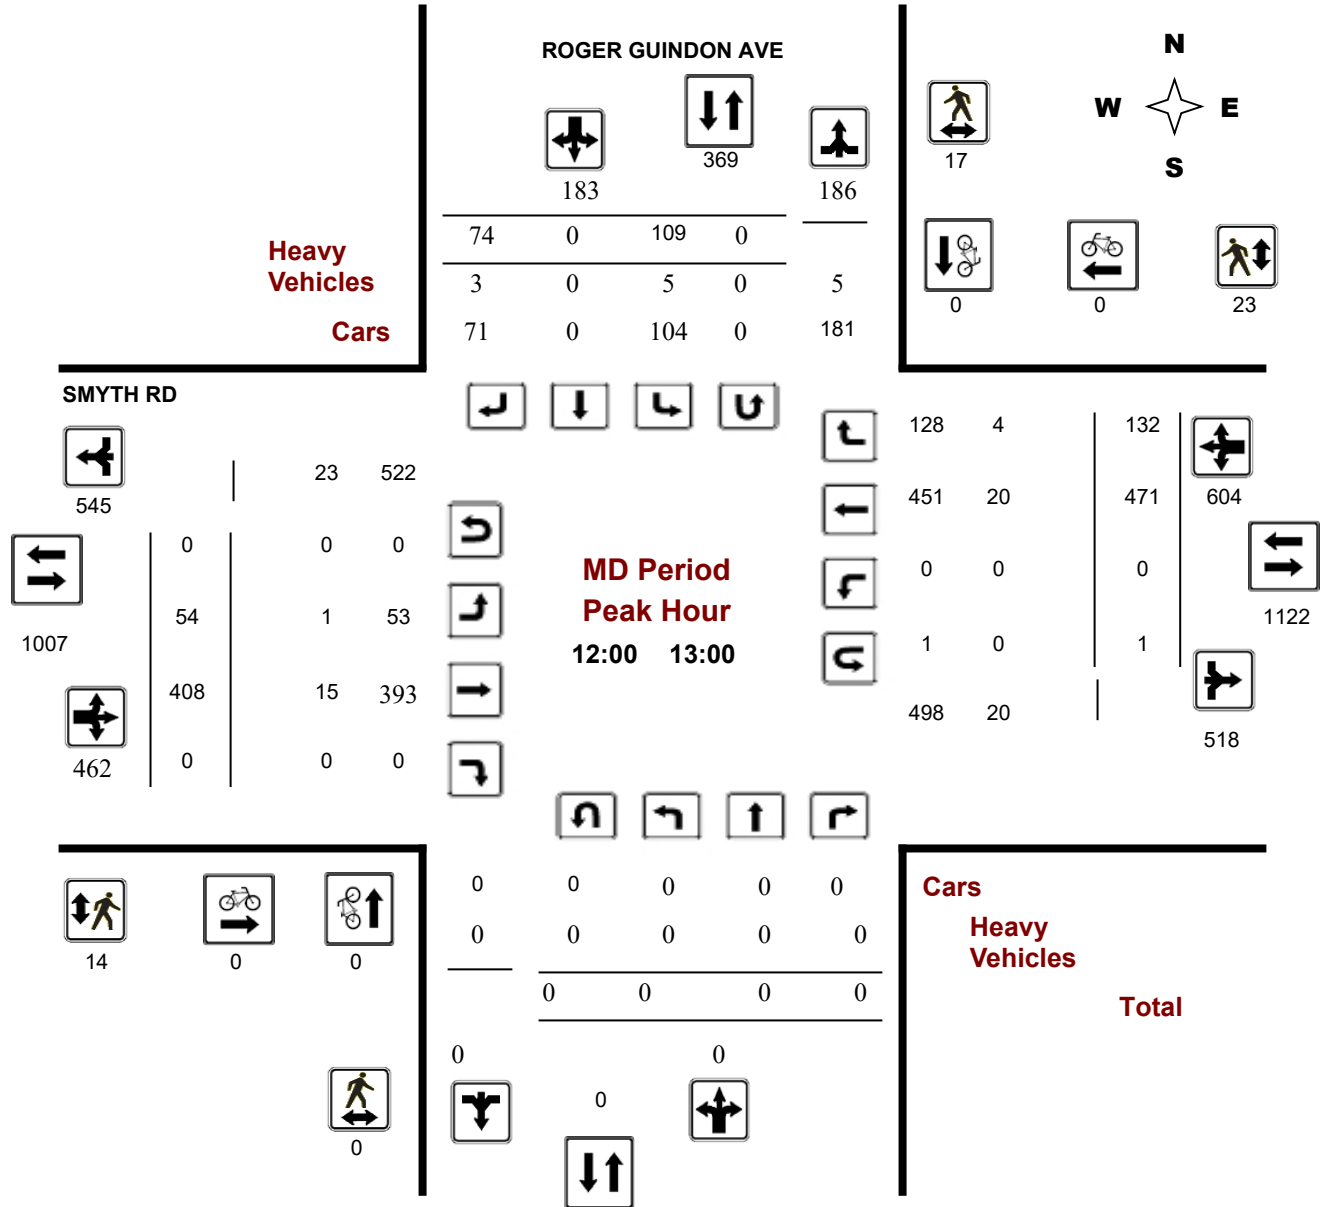 ROGER GUINDON AVE
N
W E
S
369
17
183
186
74 0 109 0
Heavy
Vehicles
3 0 5 0 5
0 0 23
Cars
71 0 104 0 181
SMYTH RD
128 4 132
23 522
545
451 20 471 604
0 0 0
MD Period
0 0 0
Peak Hour
54 1 53
1007
1122
12:00 13:00
1 0 1
408 15 393
498 20
518
462
0 0 0
0 0 0 0 0
Cars
0 0 0 0 0
Heavy
Vehicles
14 0 0
0 0 0 0
Total
0 0
0
0